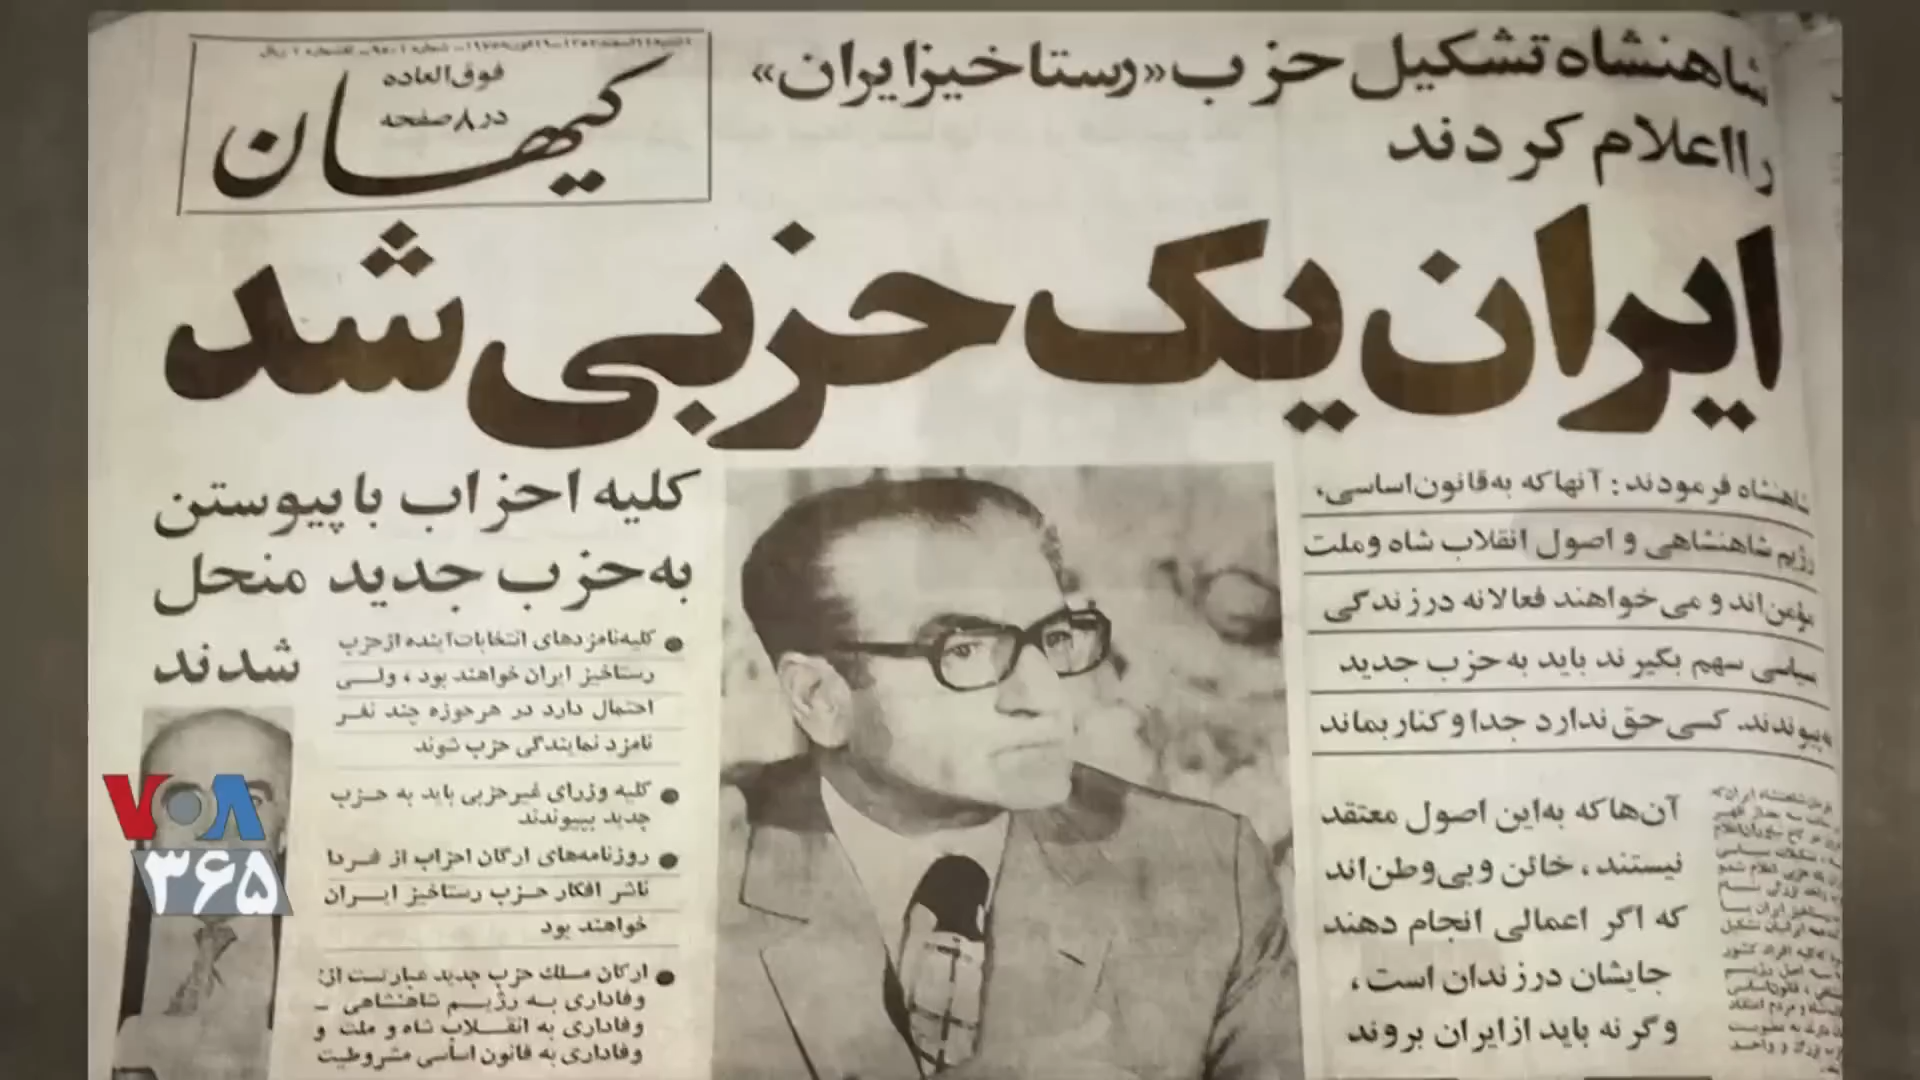 شاهنشاه تشکیل حزب «رستاخیز ایران»
را اعلام کردند
کیهان
فوق‌العاده
در ۸ صفحه
ایران یک حزبی شد
شاهنشاه فرمودند: آنها که به قانون اساسی،
رژیم شاهنشاهی و اصول انقلاب شاه و ملت
مؤمن‌اند و می‌خواهند فعالانه در زندگی
سیاسی سهم بگیرند باید به حزب جدید
به‌پیوندند. کسی حق ندارد جدا و کنار بماند
آن‌ها که به این اصول معتقد
نیستند، خائن و بی‌وطن‌اند
که اگر اعمالی انجام دهند
جایشان در زندان است،
وگرنه باید از ایران بروند
کلیه احزاب با پیوستن
به حزب جدید منحل
شدند
کلیه نامزدهای انتخابات آینده از حزب
رستاخیز ایران خواهند بود، ولی
احتمال دارد در هر حوزه چند نفر
نامزد نمایندگی حزب شوند
کلیه وزرای غیرحزبی باید به حزب
جدید بپیوندند
روزنامه‌های ارگان احزاب از فردا
ناشر افکار حزب رستاخیز ایران
خواهند بود
ارکان مسلک حزب جدید عبارتست از:
وفاداری به رژیم شاهنشاهی -
وفاداری به انقلاب شاه و ملت و
وفاداری به قانون اساسی مشروطیت
VOA
۳۶۵